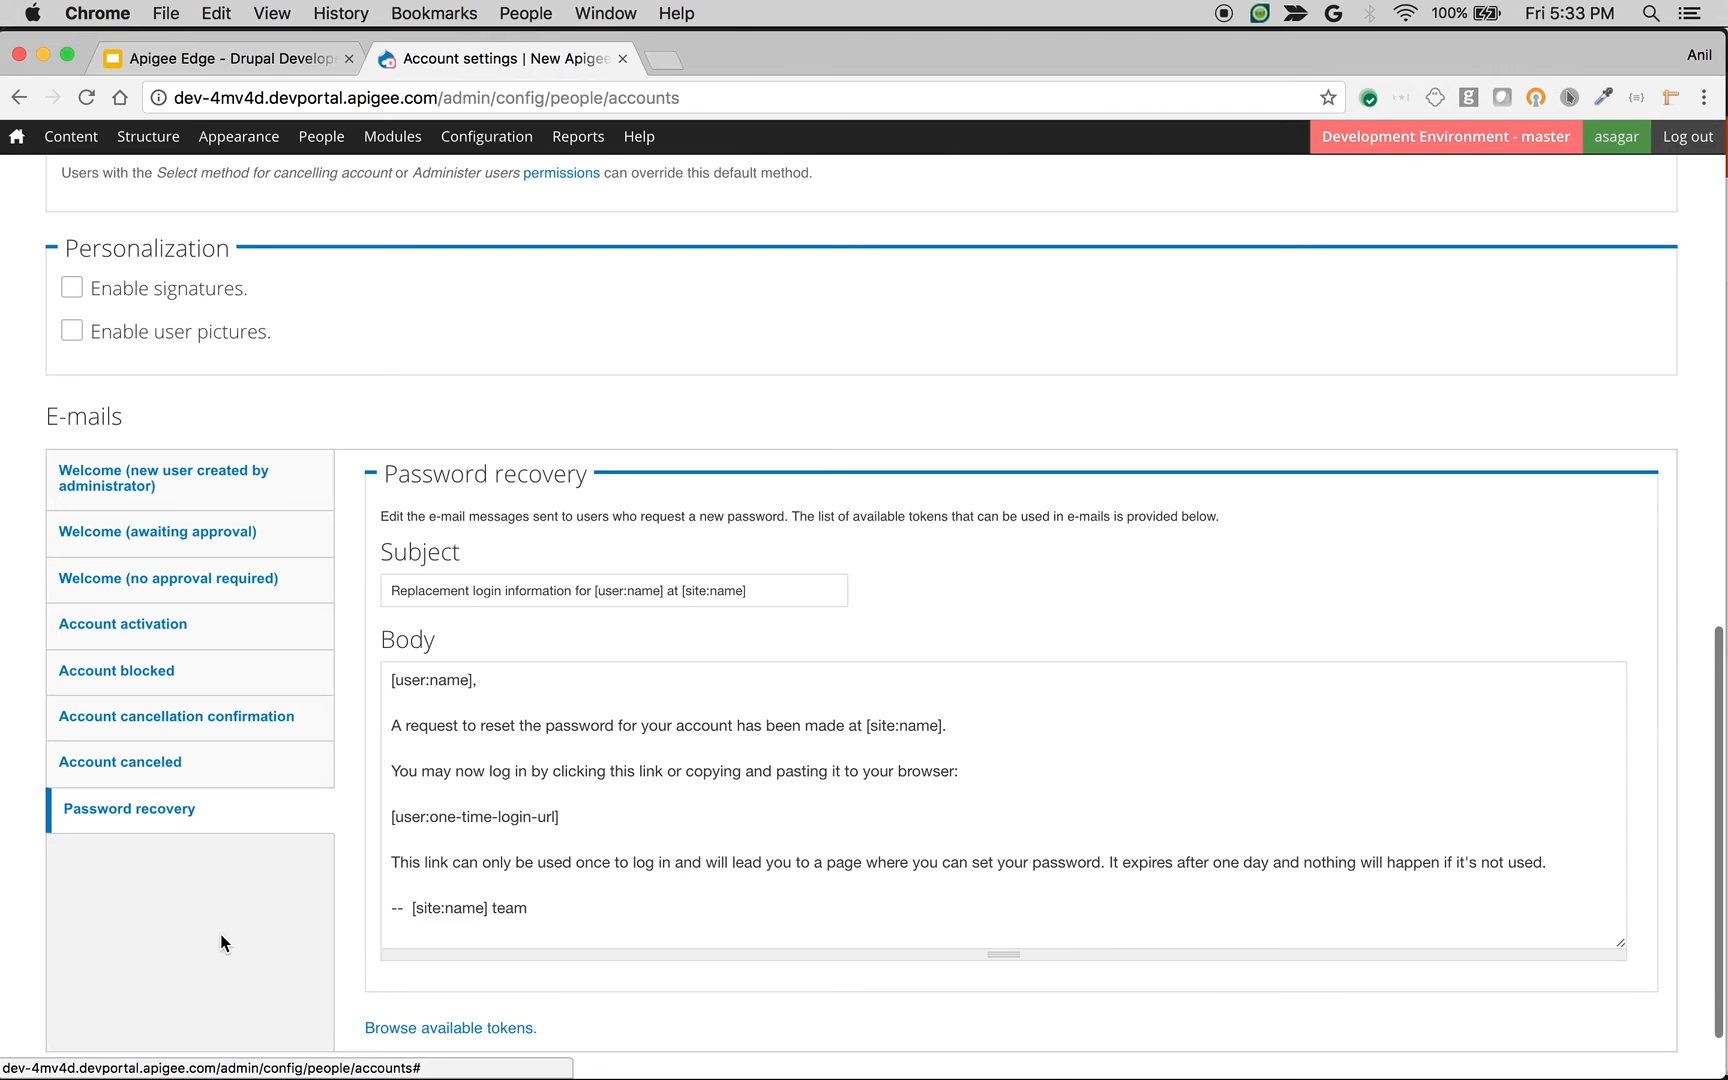 Chrome File Edit View History Bookmarks People Window Help 100% Fri 5:33 PM
Apigee Edge - Drupal Develop Account settings | New Apigee Anil
dev-4mv4d.devportal.apigee.com/admin/config/people/accounts
Content Structure Appearance People Modules Configuration Reports Help Development Environment - master asagar Log out
Users with the Select method for cancelling account or Administer users permissions can override this default method.
Personalization
Enable signatures.
Enable user pictures.
E-mails
Welcome (new user created by
administrator)
Welcome (awaiting approval)
Welcome (no approval required)
Account activation
Account blocked
Account cancellation confirmation
Account canceled
Password recovery
Password recovery
Edit the e-mail messages sent to users who request a new password. The list of available tokens that can be used in e-mails is provided below.
Subject
Replacement login information for [user:name] at [site:name]
Body
[user:name],
A request to reset the password for your account has been made at [site:name].
You may now log in by clicking this link or copying and pasting it to your browser:
[user:one-time-login-url]
This link can only be used once to log in and will lead you to a page where you can set your password. It expires after one day and nothing will happen if it's not used.
-- [site:name] team
Browse available tokens.
dev-4mv4d.devportal.apigee.com/admin/config/people/accounts#